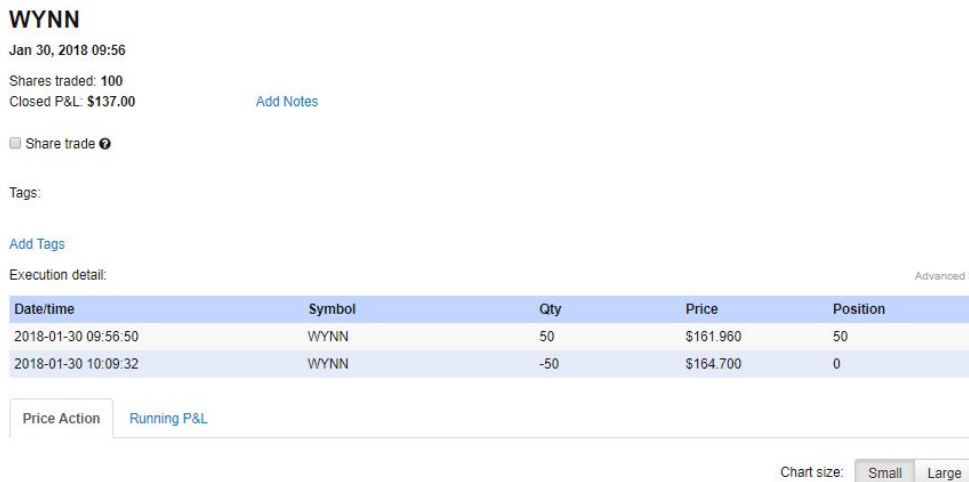 WYNN
Jan 30, 2018 09:56
Shares traded: 100
Closed P&L: $137.00 Add Notes
Share trade
Tags:
Add Tags
Execution detail: Advanced
Date/time Symbol Qty Price Position
2018-01-30 09:56:50 WYNN 50 $161.960 50
2018-01-30 10:09:32 WYNN -50 $164.700 0
Price Action Running P&L
Chart size: Small Large